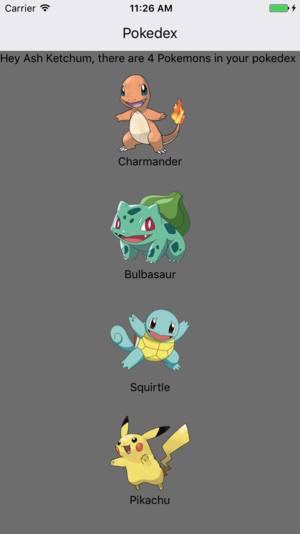 Carrier 11:26 AM
Pokedex
Hey Ash Ketchum, there are 4 Pokemons in your pokedex
Charmander
Bulbasaur
Squirtle
Pikachu